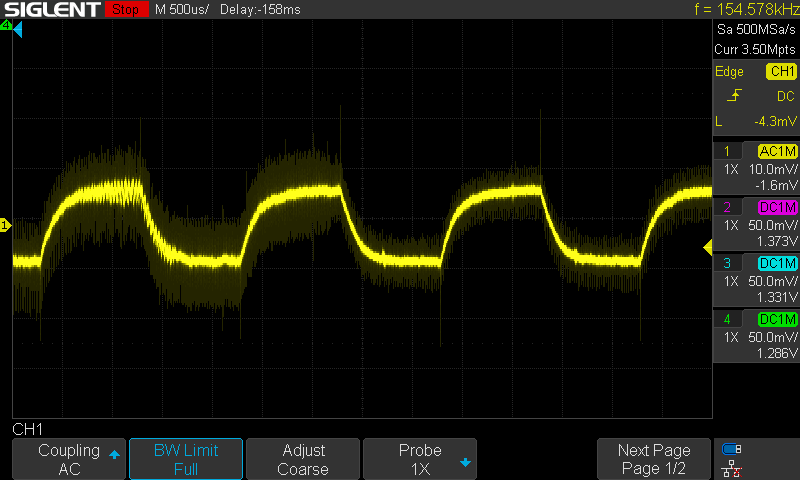 SIGLENT Stop M 500us/ Delay:-158ms f = 154.578kHz
Sa 500MSa/s
Curr 3.50Mpts
Edge CH1
DC
L -4.3mV
1 AC1M
1X 10.0mV/
-1.6mV
2 DC1M
1X 50.0mV/
1.373V
3 DC1M
1X 50.0mV/
1.331V
4 DC1M
1X 50.0mV/
1.286V
4
1
CH1
Coupling
AC
BW Limit
Full
Adjust
Coarse
Probe
1X
Next Page
Page 1/2